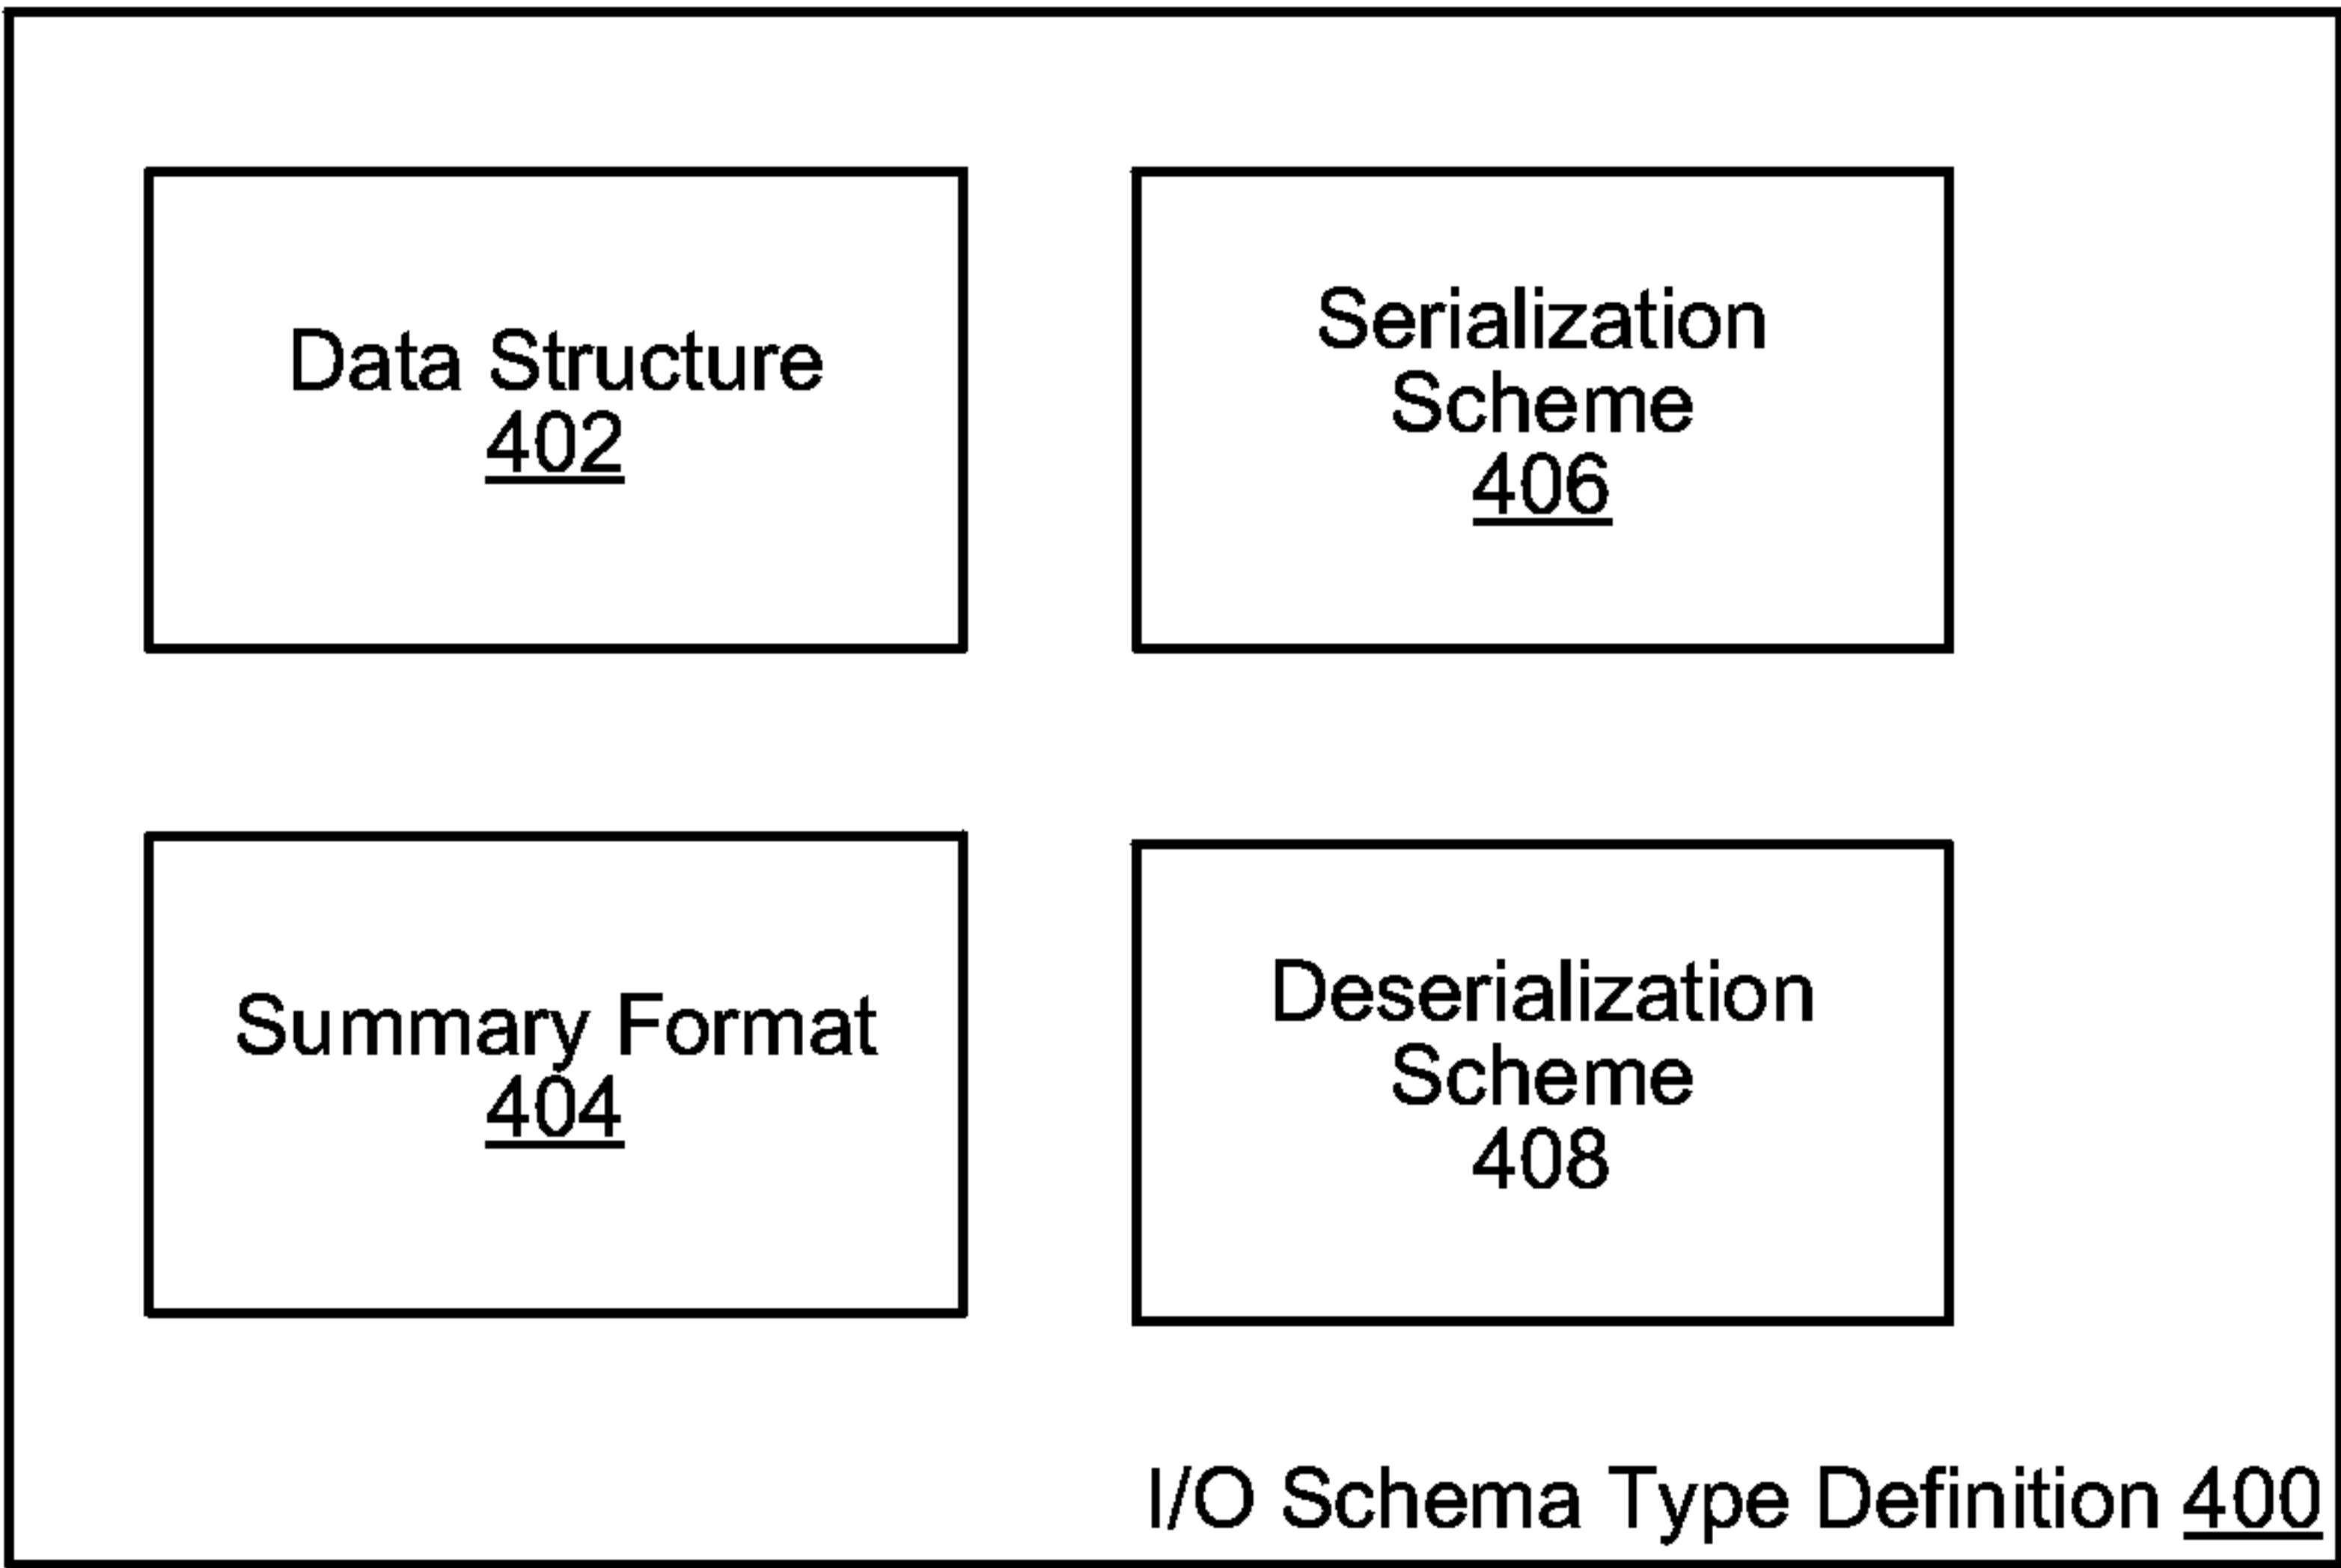 Data Structure
402
Serialization
Scheme
406
Summary Format
404
Deserialization
Scheme
408
I/O Schema Type Definition 400